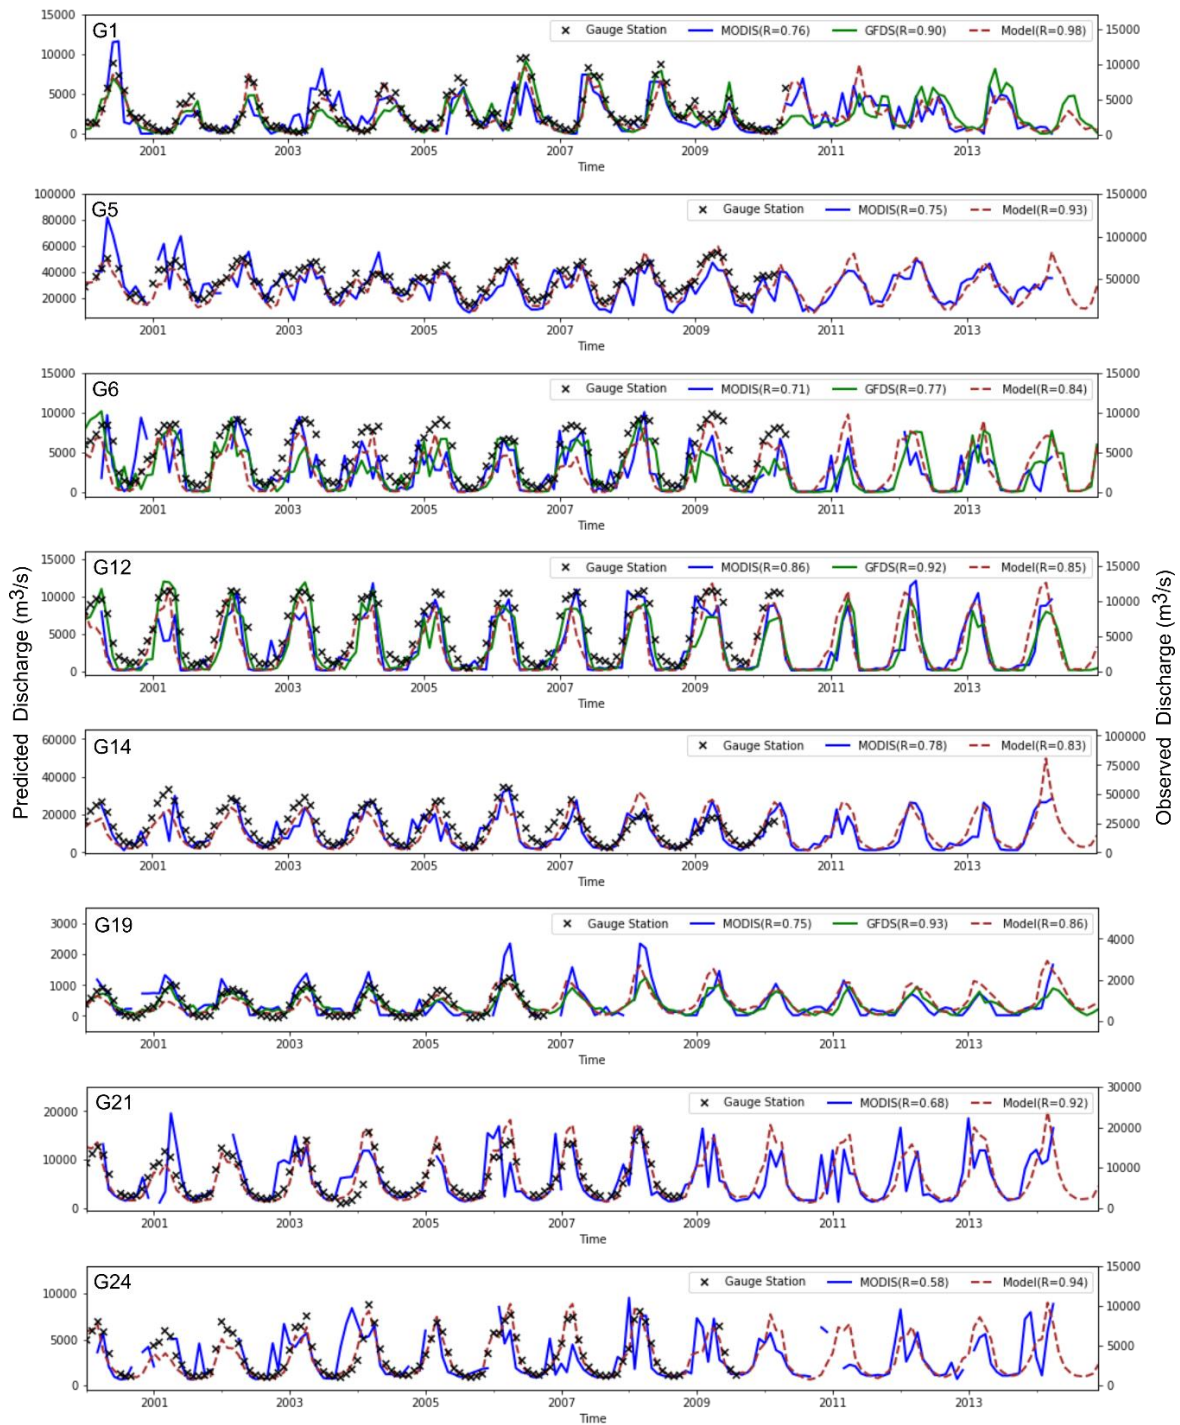 G1
Gauge Station MODIS(R=0.76) GFDS(R=0.90) Model(R=0.98)
15000 15000
10000 10000
5000 5000
0 0
2001 2003 2005 2007 2009 2011 2013
Time
G5
Gauge Station MODIS(R=0.75) Model(R=0.93)
100000 150000
80000 100000
60000 50000
40000
20000
2001 2003 2005 2007 2009 2011 2013
Time
G6
Gauge Station MODIS(R=0.71) GFDS(R=0.77) Model(R=0.84)
15000 15000
10000 10000
5000 5000
0 0
2001 2003 2005 2007 2009 2011 2013
Time
Predicted Discharge (m3/s)
Observed Discharge (m3/s)
G12
Gauge Station MODIS(R=0.86) GFDS(R=0.92) Model(R=0.85)
15000 15000
10000 10000
5000 5000
0 0
2001 2003 2005 2007 2009 2011 2013
Time
G14
Gauge Station MODIS(R=0.78) Model(R=0.83)
60000 100000
40000 75000
20000 50000
0 25000
0
2001 2003 2005 2007 2009 2011 2013
Time
G19
Gauge Station MODIS(R=0.75) GFDS(R=0.93) Model(R=0.86)
3000 4000
2000 2000
1000 0
0
2001 2003 2005 2007 2009 2011 2013
Time
G21
Gauge Station MODIS(R=0.68) Model(R=0.92)
20000 30000
10000 20000
0 10000
0
2001 2003 2005 2007 2009 2011 2013
Time
G24
Gauge Station MODIS(R=0.58) Model(R=0.94)
10000 15000
5000 10000
0 5000
0
2001 2003 2005 2007 2009 2011 2013
Time